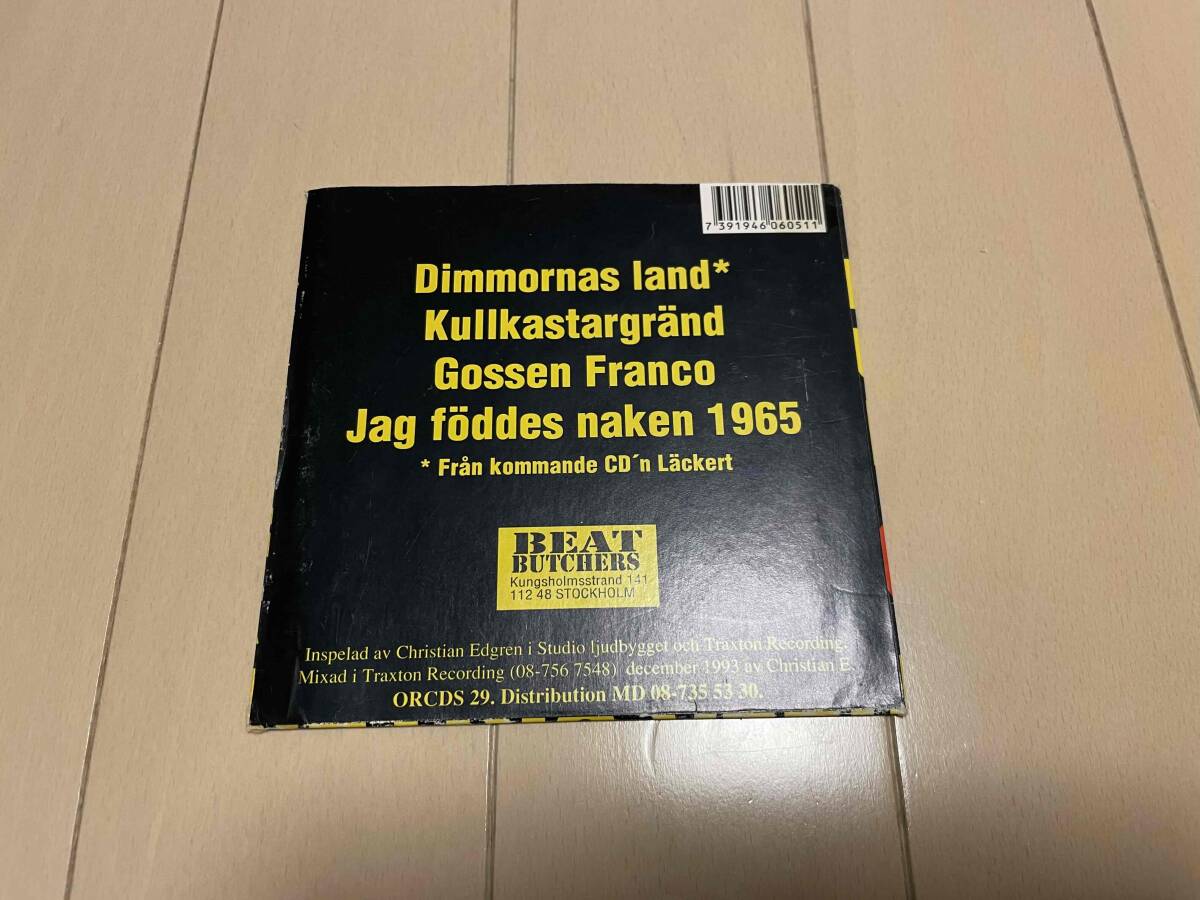 7 391946 060511
Dimmornas land*
Kullkastargränd
Gossen Franco
Jag föddes naken 1965
* Från kommande CD´n Läckert
BEAT
BUTCHERS
Kungsholmsstrand 141
112 48 STOCKHOLM
Inspelad av Christian Edgren i Studio ljudbygget och Traxton Recording.
Mixad i Traxton Recording (08-756 7548) december 1993 av Christian E.
ORCDS 29. Distribution MD 08-735 53 30.